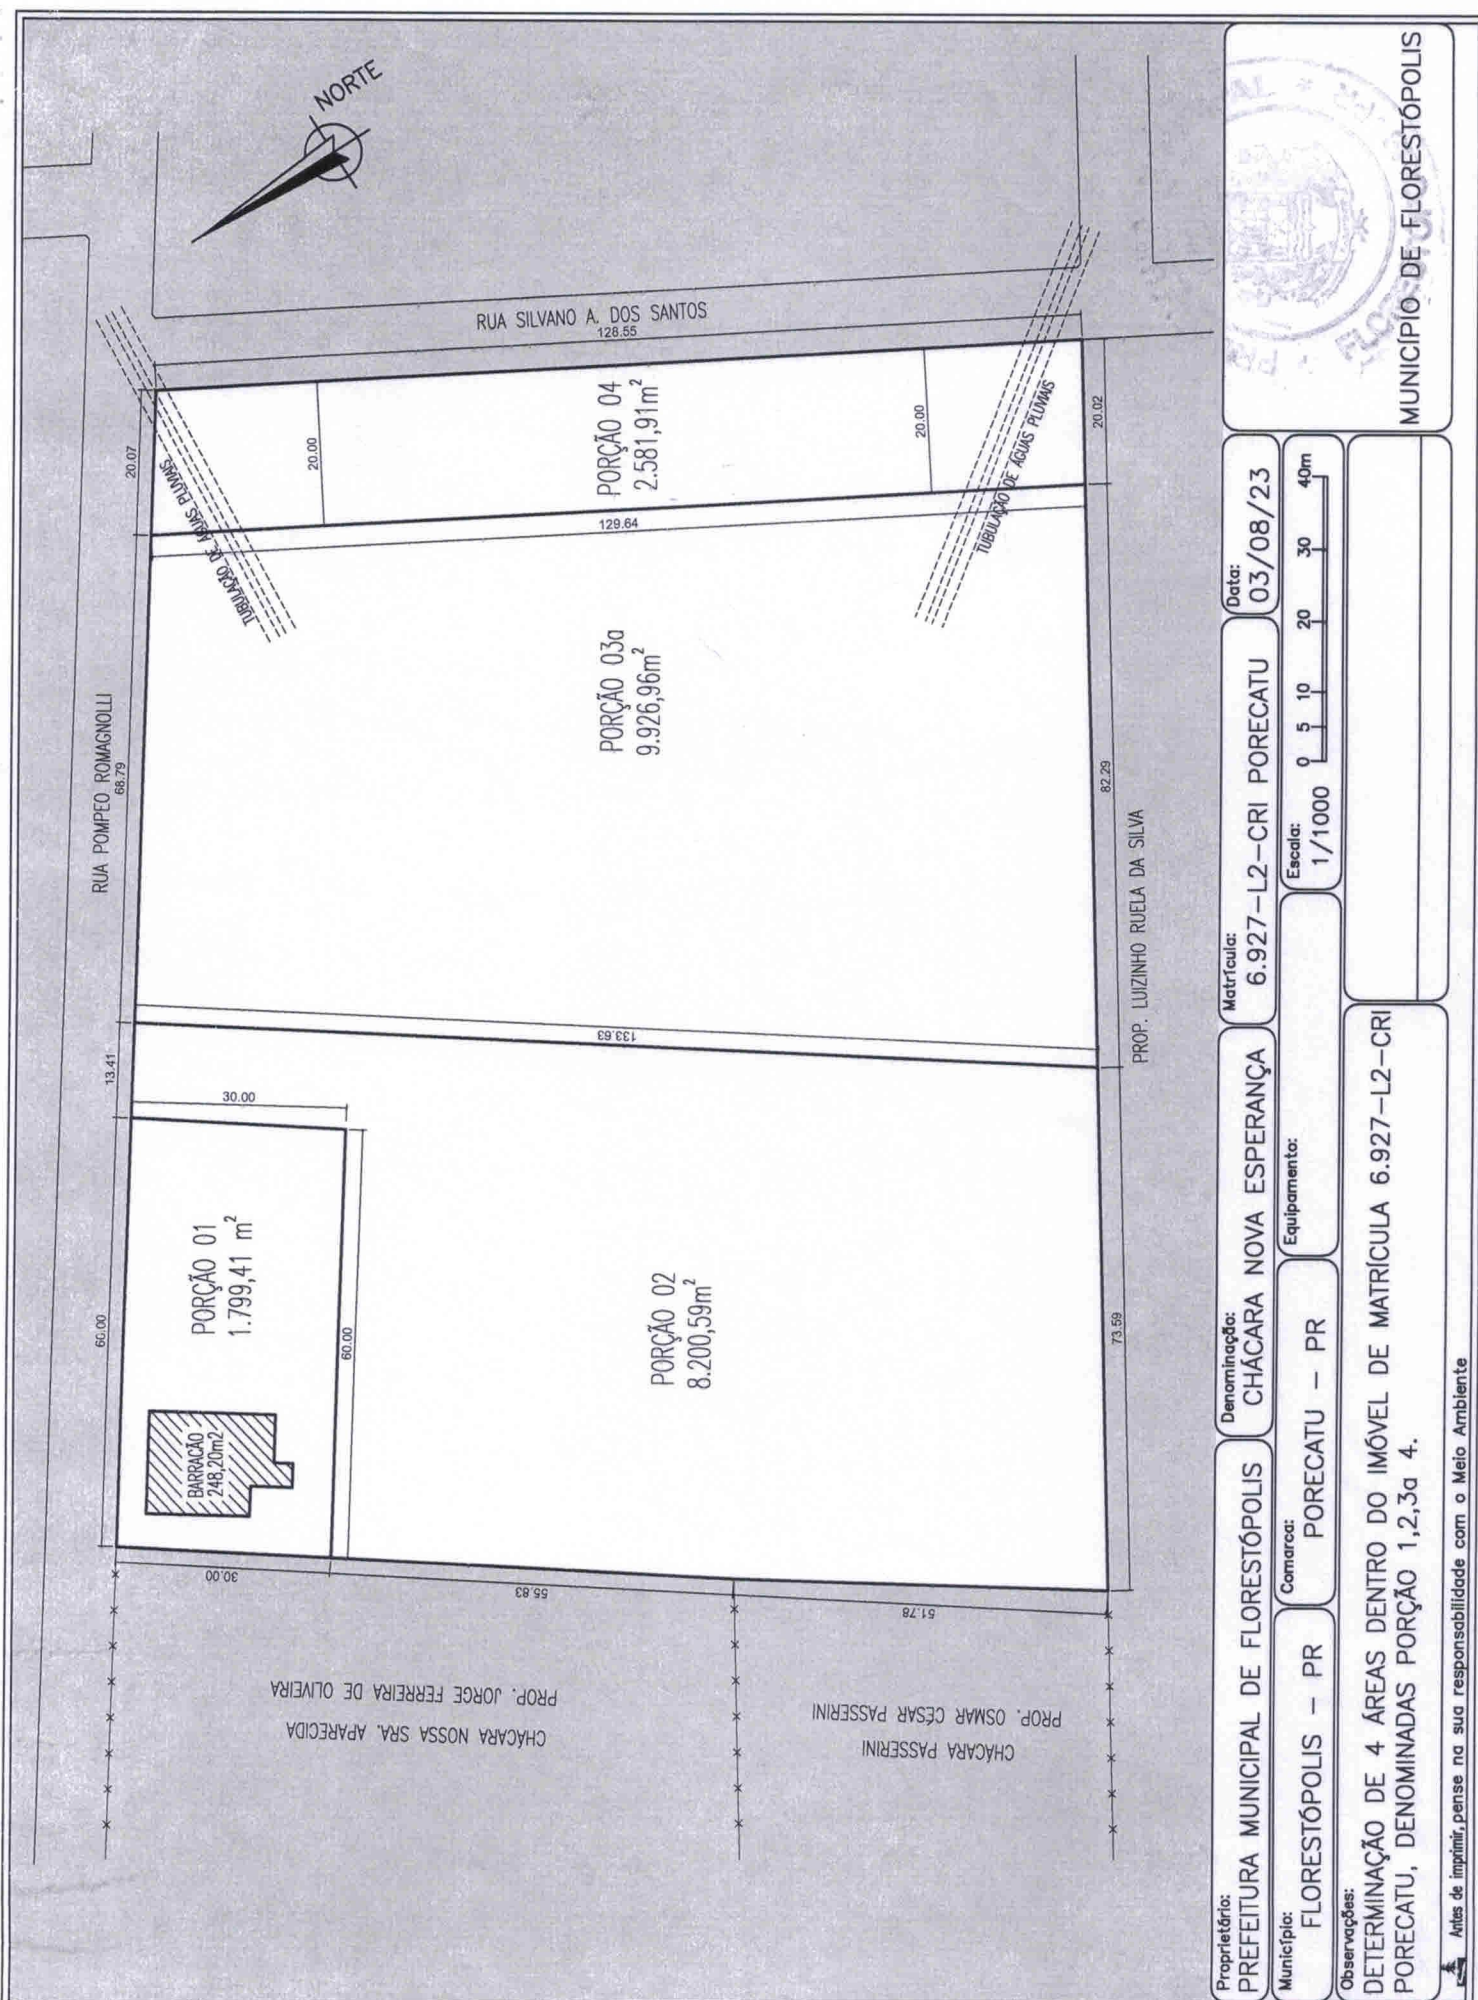 NORTE
RUA POMPEO ROMAGNOLLI
60.00
13.41
68.79
20.07
RUA SILVANO A. DOS SANTOS
128.55
TUBULAÇÃO DE ÁGUAS PLUVIAIS
20.00
PORÇÃO 04
2.581,91m²
20.00
TUBULAÇÃO DE ÁGUAS PLUVIAIS
20.02
129.64
PORÇÃO 03a
9.926,96m²
133.63
82.29
PROP. LUIZINHO RUELA DA SILVA
30.00
PORÇÃO 01
1.799,41 m²
60.00
BARRACÃO
248,20m2
PORÇÃO 02
8.200,59m²
73.59
30.00
55.83
51.78
CHÁCARA NOSSA SRA. APARECIDA
PROP. JORGE FERREIRA DE OLIVEIRA
CHÁCARA PASSERINI
PROP. OSMAR CÉSAR PASSERINI
Proprietário:
PREFEITURA MUNICIPAL DE FLORESTÓPOLIS
Denominação:
CHÁCARA NOVA ESPERANÇA
Matrícula:
6.927-L2-CRI PORECATU
Data:
03/08/23
Município:
FLORESTÓPOLIS - PR
Comarca:
PORECATU - PR
Equipamento:
Escala:
1/1000
0 5 10 20 30 40m
Observações:
DETERMINAÇÃO DE 4 ÁREAS DENTRO DO IMÓVEL DE MATRÍCULA 6.927-L2-CRI
PORECATU, DENOMINADAS PORÇÃO 1,2,3a 4.
MUNICÍPIO DE FLORESTÓPOLIS
Antes de imprimir,pense na sua responsabilidade com o Meio Ambiente